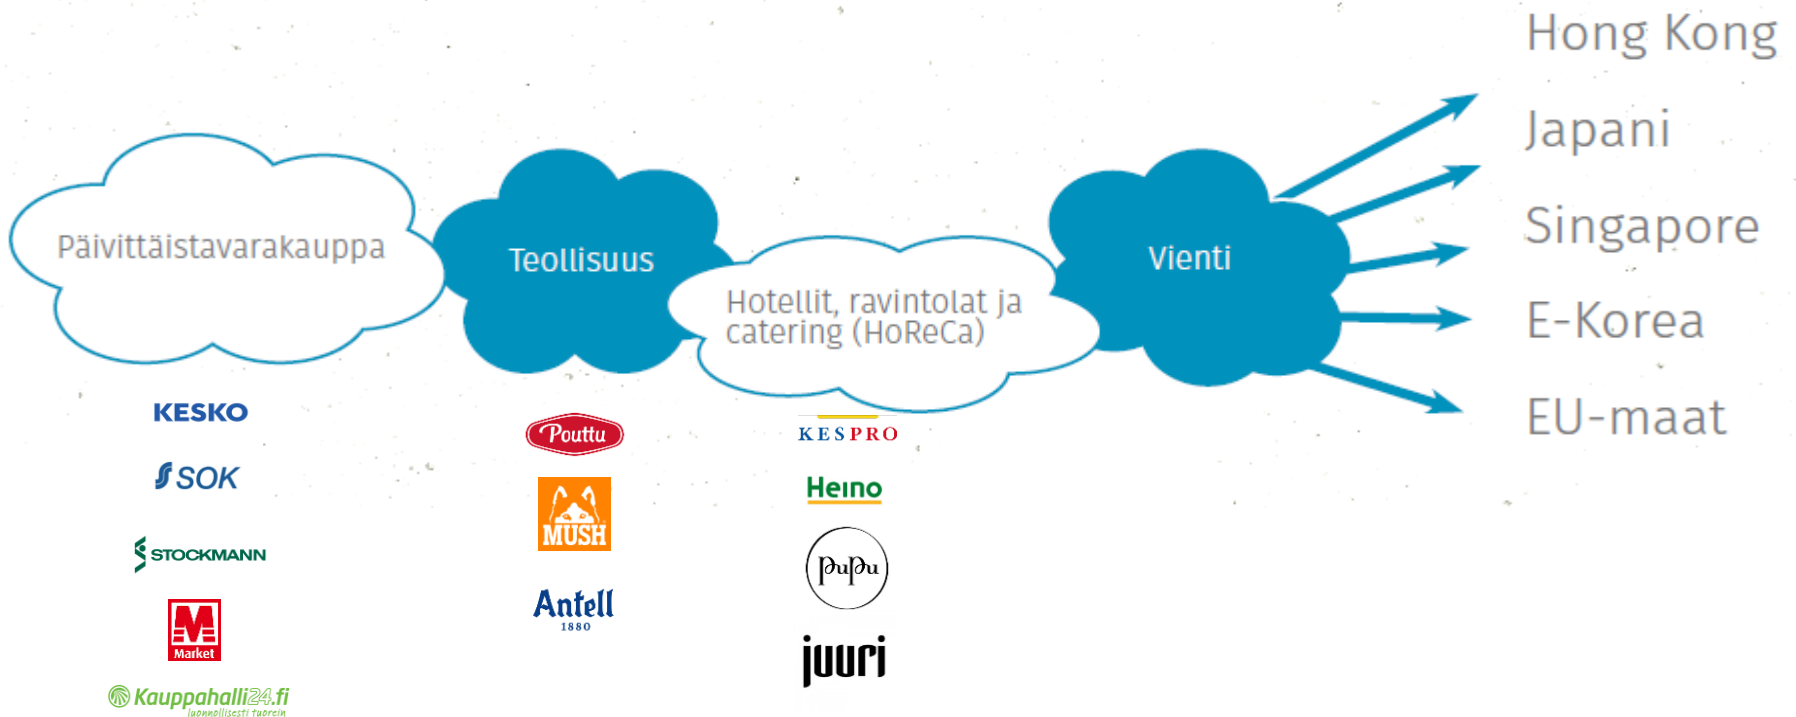 Hong Kong
Japani
Singapore
E-Korea
EU-maat
Päivittäistavarakauppa
Teollisuus
Hotellit, ravintolat ja
catering (HoReCa)
Vienti
KESKO
SOK
STOCKMANN
M
Market
Kauppahalli24.fi
luonnollisesti tuorein
Pouttu
MUSH
Antell
1880
KESPRO
Heino
pupu
juuri